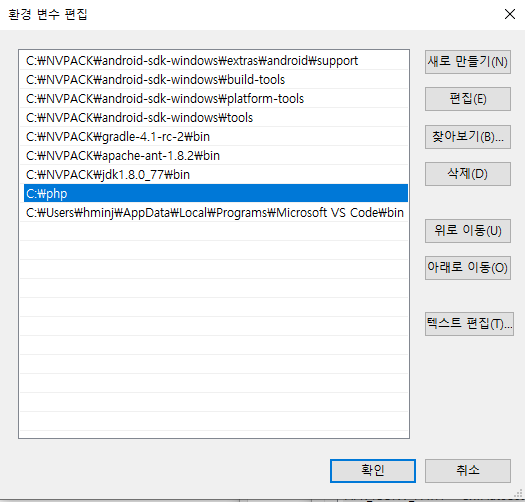 환경 변수 편집
C:₩NVPACK₩android-sdk-windows₩extras₩android₩support
C:₩NVPACK₩android-sdk-windows₩build-tools
C:₩NVPACK₩android-sdk-windows₩platform-tools
C:₩NVPACK₩android-sdk-windows₩tools
C:₩NVPACK₩gradle-4.1-rc-2₩bin
C:₩NVPACK₩apache-ant-1.8.2₩bin
C:₩NVPACK₩jdk1.8.0_77₩bin
C:₩php
C:₩Users₩hminj₩AppData₩Local₩Programs₩Microsoft VS Code₩bin
새로 만들기(N)
편집(E)
찾아보기(B)...
삭제(D)
위로 이동(U)
아래로 이동(O)
텍스트 편집(T)...
확인
취소